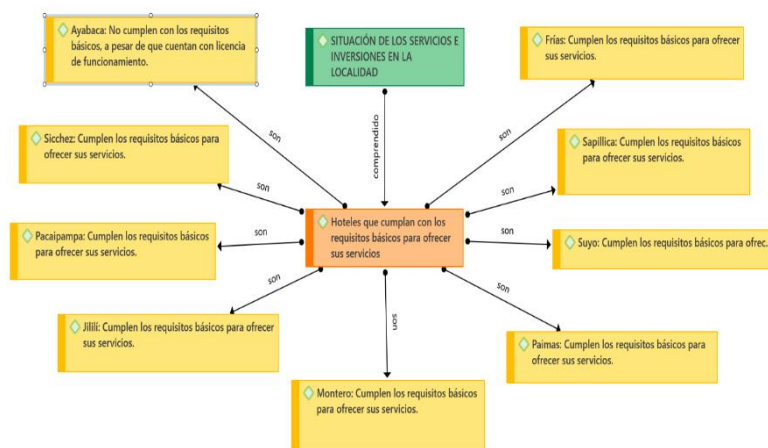 Ayabaca: No cumplen con los requisitos
básicos, a pesar de que cuentan con licencia
de funcionamiento.
SITUACIÓN DE LOS SERVICIOS E
INVERSIONES EN LA
LOCALIDAD
Frías: Cumplen los requisitos básicos para ofrecer
sus servicios.
son
comprendido
son
Sicchez: Cumplen los requisitos básicos para
ofrecer sus servicios.
Sapillica: Cumplen los requisitos básicos
para ofrecer sus servicios.
son
son
Hoteles que cumplan con los
requisitos básicos para ofrecer
sus servicios
Pacaipampa: Cumplen los requisitos básicos
para ofrecer sus servicios.
son
son
Suyo: Cumplen los requisitos básicos para ofrec.
son
son
son
Jililí: Cumplen los requisitos básicos para ofrecer
sus servicios.
Paimas: Cumplen los requisitos básicos para
ofrecer sus servicios.
Montero: Cumplen los requisitos básicos
para ofrecer sus servicios.